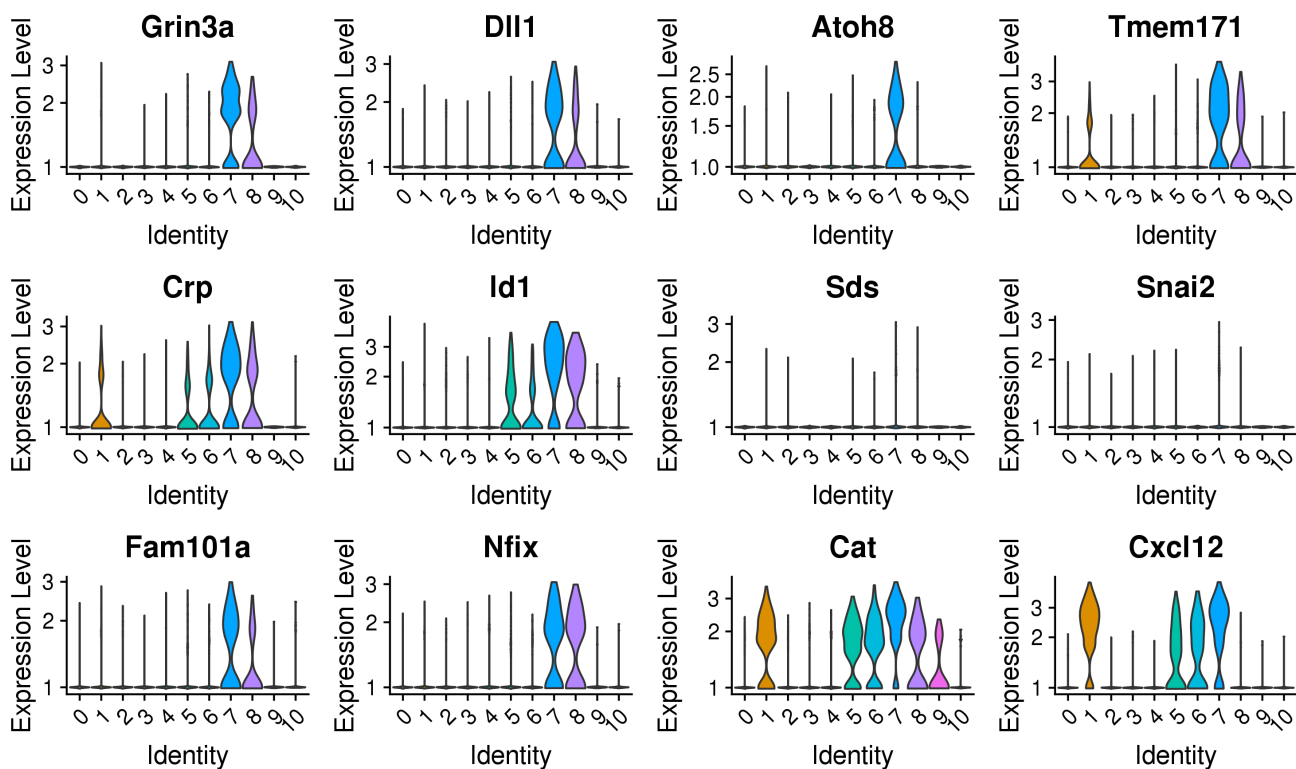 Grin3a
Dll1
Atoh8
Tmem171
Expression Level
3
2
1
0 1 2 3 4 5 6 7 8 9 10
Identity
Expression Level
3
2
1
0 1 2 3 4 5 6 7 8 9 10
Identity
Expression Level
2.5
2.0
1.5
1.0
0 1 2 3 4 5 6 7 8 9 10
Identity
Expression Level
3
2
1
0 1 2 3 4 5 6 7 8 9 10
Identity
Crp
Id1
Sds
Snai2
Expression Level
3
2
1
0 1 2 3 4 5 6 7 8 9 10
Identity
Expression Level
3
2
1
0 1 2 3 4 5 6 7 8 9 10
Identity
Expression Level
3
2
1
0 1 2 3 4 5 6 7 8 9 10
Identity
Expression Level
3
2
1
0 1 2 3 4 5 6 7 8 9 10
Identity
Fam101a
Nfix
Cat
Cxcl12
Expression Level
3
2
1
0 1 2 3 4 5 6 7 8 9 10
Identity
Expression Level
3
2
1
0 1 2 3 4 5 6 7 8 9 10
Identity
Expression Level
3
2
1
0 1 2 3 4 5 6 7 8 9 10
Identity
Expression Level
3
2
1
0 1 2 3 4 5 6 7 8 9 10
Identity